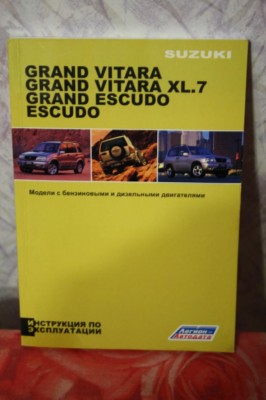 SUZUKI
GRAND VITARA
GRAND VITARA XL.7
GRAND ESCUDO
ESCUDO
Модели с бензиновыми и дизельными двигателями
ИНСТРУКЦИЯ ПО
ЭКСПЛУАТАЦИИ
Легион-
Автодата